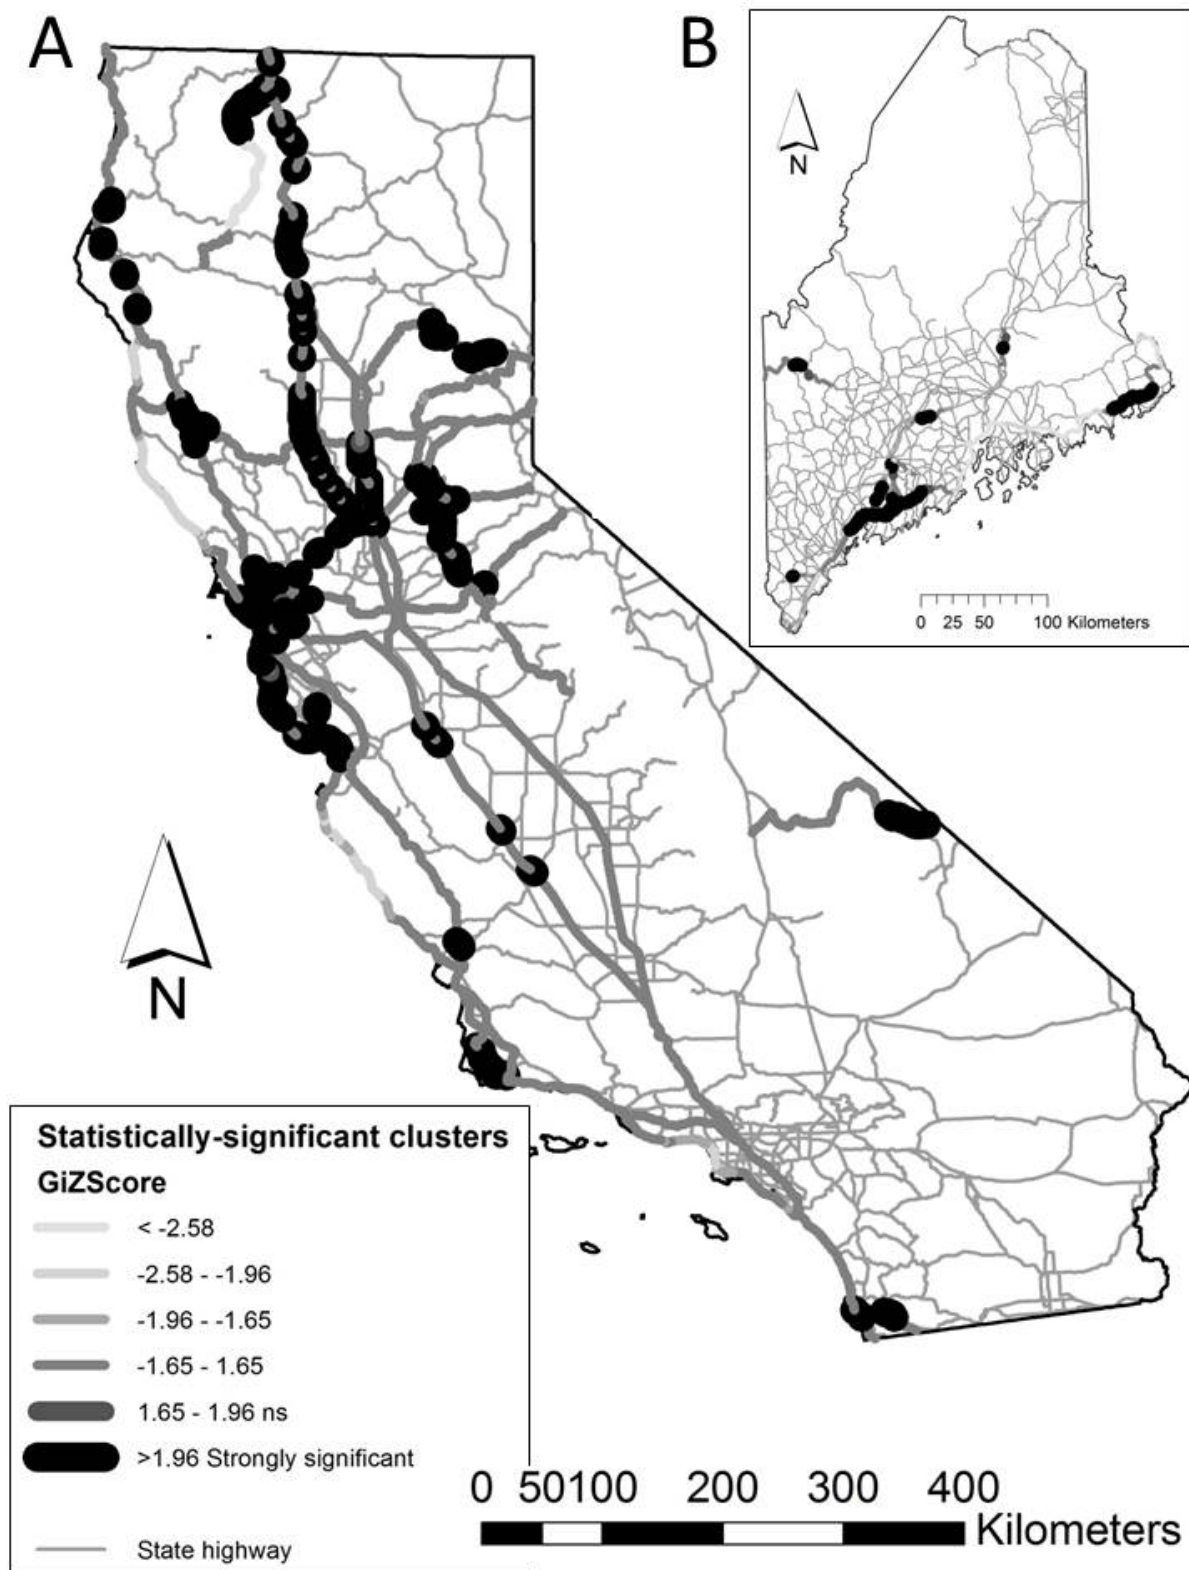 A
B
N
0 25 50 100 Kilometers
N
Statistically-significant clusters
GiZScore
< -2.58
-2.58 - -1.96
-1.96 - -1.65
-1.65 - 1.65
1.65 - 1.96 ns
>1.96 Strongly significant
State highway
0 50100 200 300 400
Kilometers